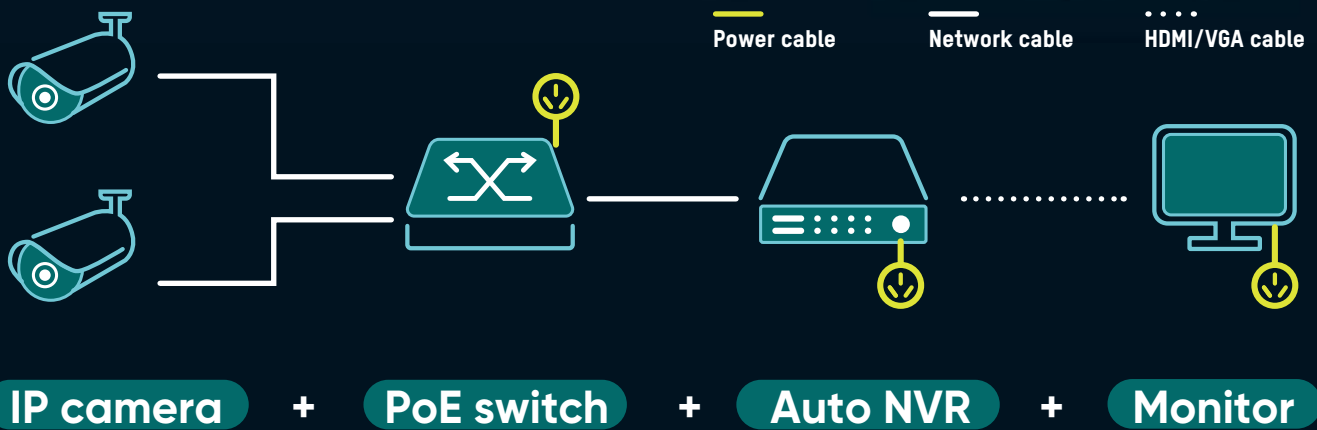 Power cable
Network cable
HDMI/VGA cable
IP camera + PoE switch + Auto NVR + Monitor